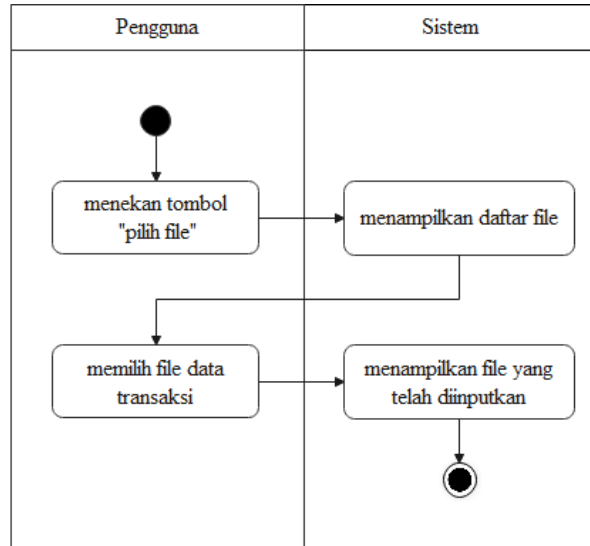 Pengguna
Sistem
menekan tombol
"pilih file"
menampilkan daftar file
memilih file data
transaksi
menampilkan file yang
telah diinputkan